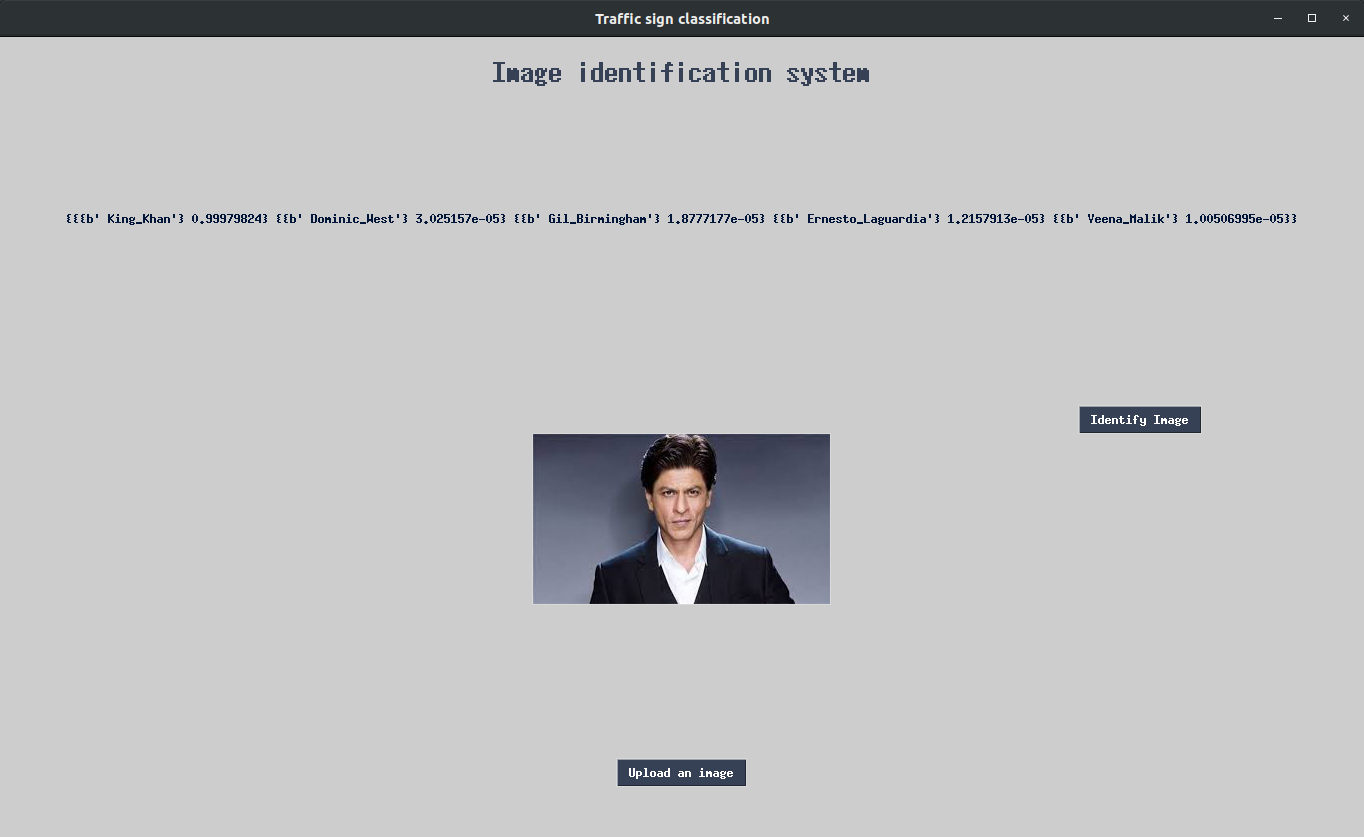 Traffic sign classification
Image identification system
{{{b' King_Khan'} 0.99979824} {{b' Dominic_West'} 3.025157e-05} {{b' Gil_Birmingham'} 1.8777177e-05} {{b' Ernesto_Laguardia'} 1.2157913e-05} {{b' Veena_Malik'} 1.00506995e-05}}
Identify Image
Upload an image